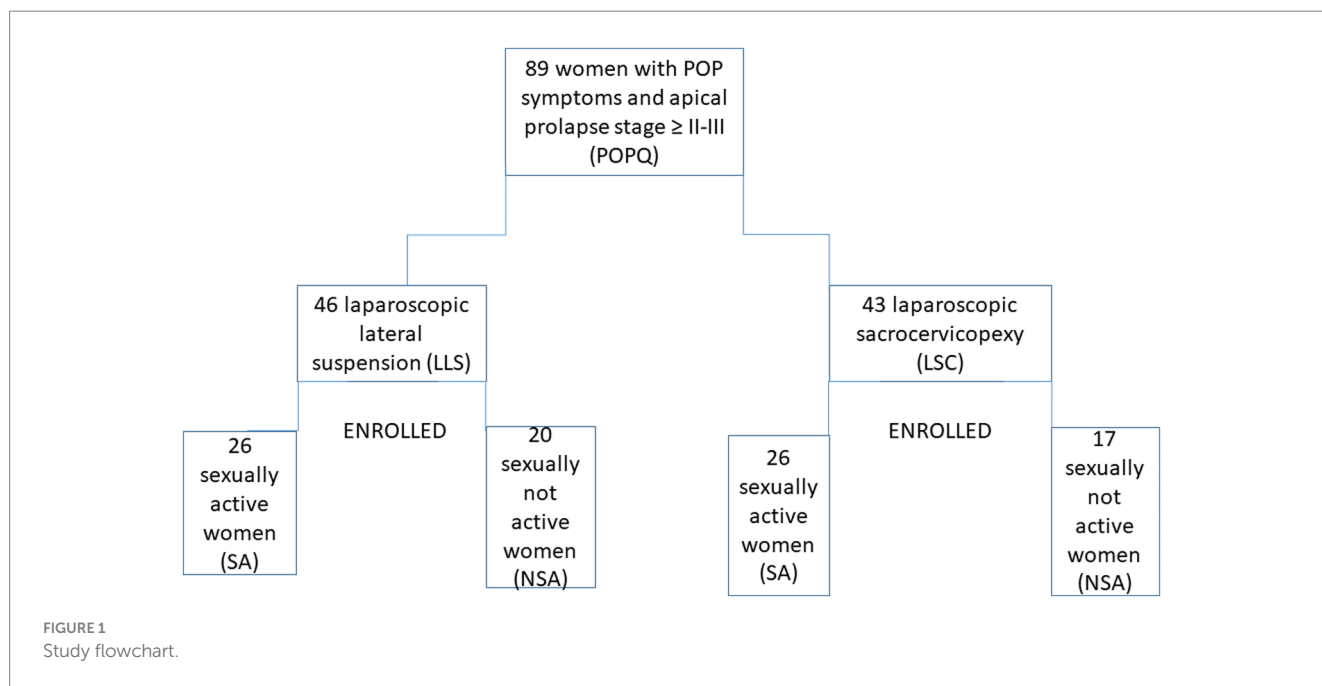 89 women with POP
symptoms and apical
prolapse stage ≥ II-III
(POPQ)
46 laparoscopic
lateral
suspension (LLS)
43 laparoscopic
sacrocervicopexy
(LSC)
ENROLLED
ENROLLED
26
sexually
active
women
(SA)
20
sexually
not
active
women
(NSA)
26
sexually
active
women
(SA)
17
sexually
not
active
women
(NSA)
FIGURE 1
Study flowchart.